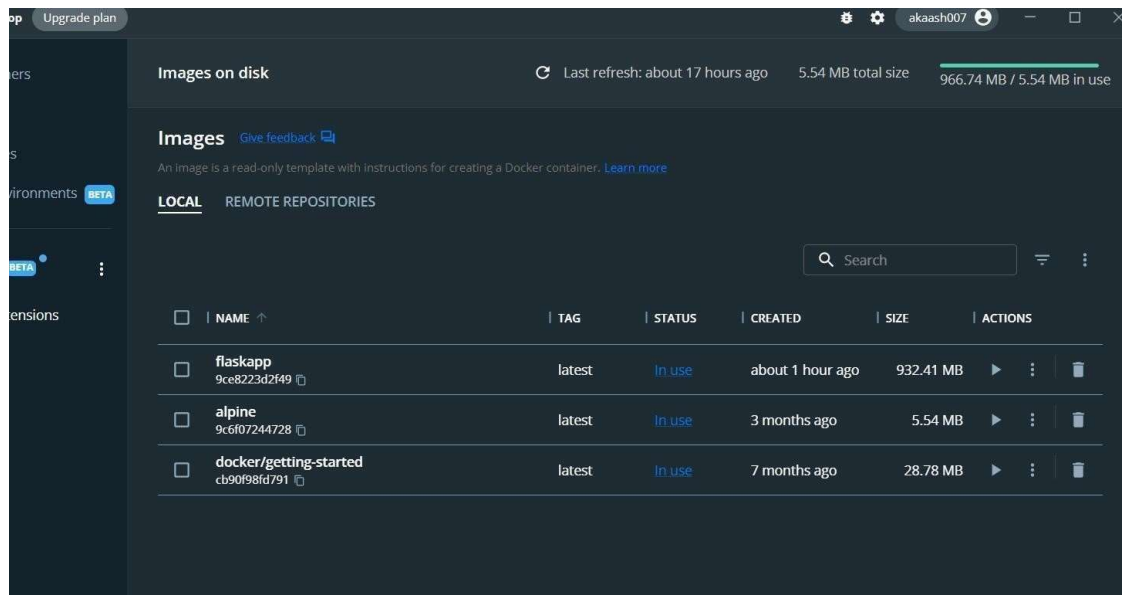 op Upgrade plan akaash007
ers
Images on disk Last refresh: about 17 hours ago 5.54 MB total size 966.74 MB / 5.54 MB in use
Images Give feedback
s
An image is a read-only template with instructions for creating a Docker container. Learn more
vironments BETA
LOCAL REMOTE REPOSITORIES
BETA
Search
ensions
NAME TAG STATUS CREATED SIZE ACTIONS
flaskapp latest In use about 1 hour ago 932.41 MB
9ce8223d2f49
alpine latest In use 3 months ago 5.54 MB
9c6f07244728
docker/getting-started latest In use 7 months ago 28.78 MB
cb90f98fd791